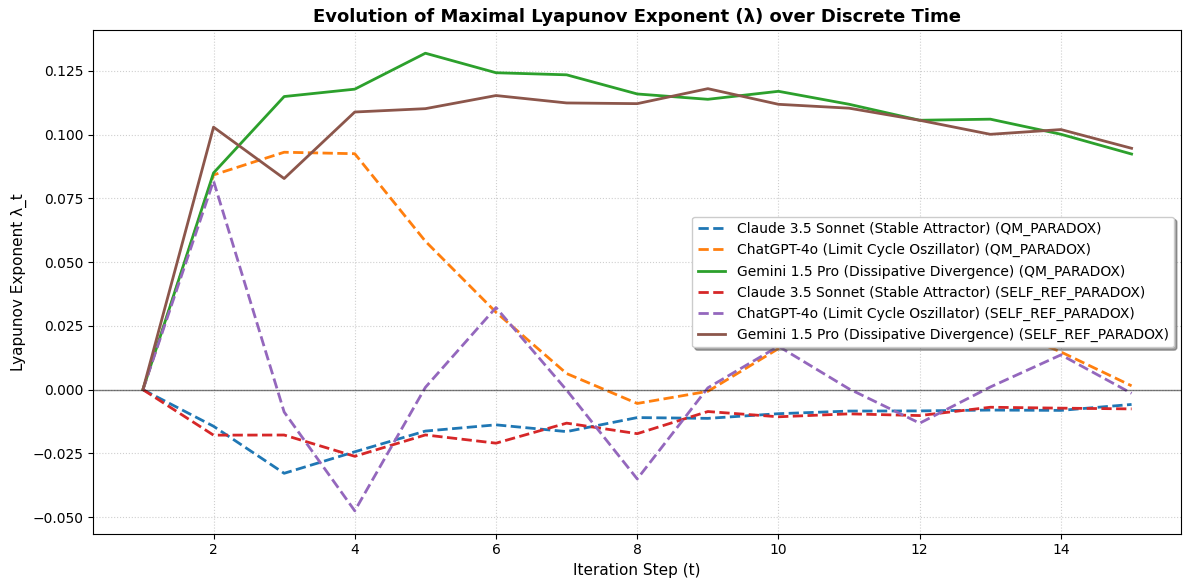 Evolution of Maximal Lyapunov Exponent (λ) over Discrete Time
Lyapunov Exponent λ_t
0.125
0.100
0.075
0.050
0.025
0.000
−0.025
−0.050
Claude 3.5 Sonnet (Stable Attractor) (QM_PARADOX)
ChatGPT-4o (Limit Cycle Oszillator) (QM_PARADOX)
Gemini 1.5 Pro (Dissipative Divergence) (QM_PARADOX)
Claude 3.5 Sonnet (Stable Attractor) (SELF_REF_PARADOX)
ChatGPT-4o (Limit Cycle Oszillator) (SELF_REF_PARADOX)
Gemini 1.5 Pro (Dissipative Divergence) (SELF_REF_PARADOX)
2 4 6 8 10 12 14
Iteration Step (t)